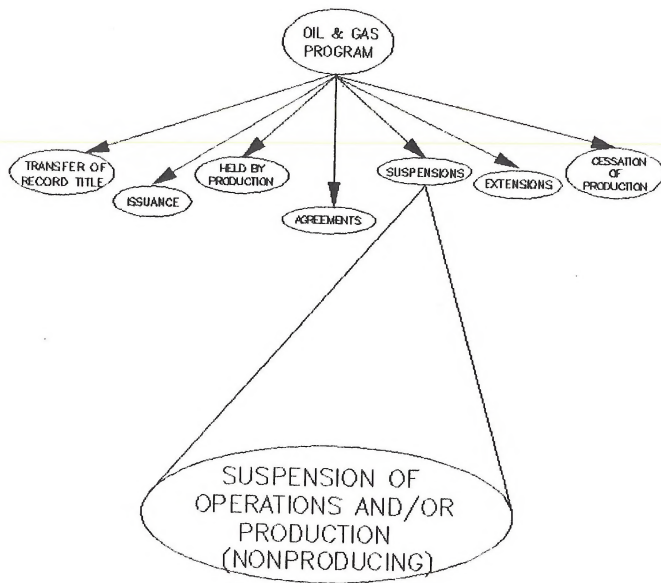 OIL & GAS
PROGRAM
TRANSFER OF
RECORD TITLE
ISSUANCE
HELD BY
PRODUCTION
AGREEMENTS
SUSPENSIONS
EXTENSIONS
CESSATION
OF
PRODUCTION
SUSPENSION OF
OPERATIONS AND/OR
PRODUCTION
(NONPRODUCING)